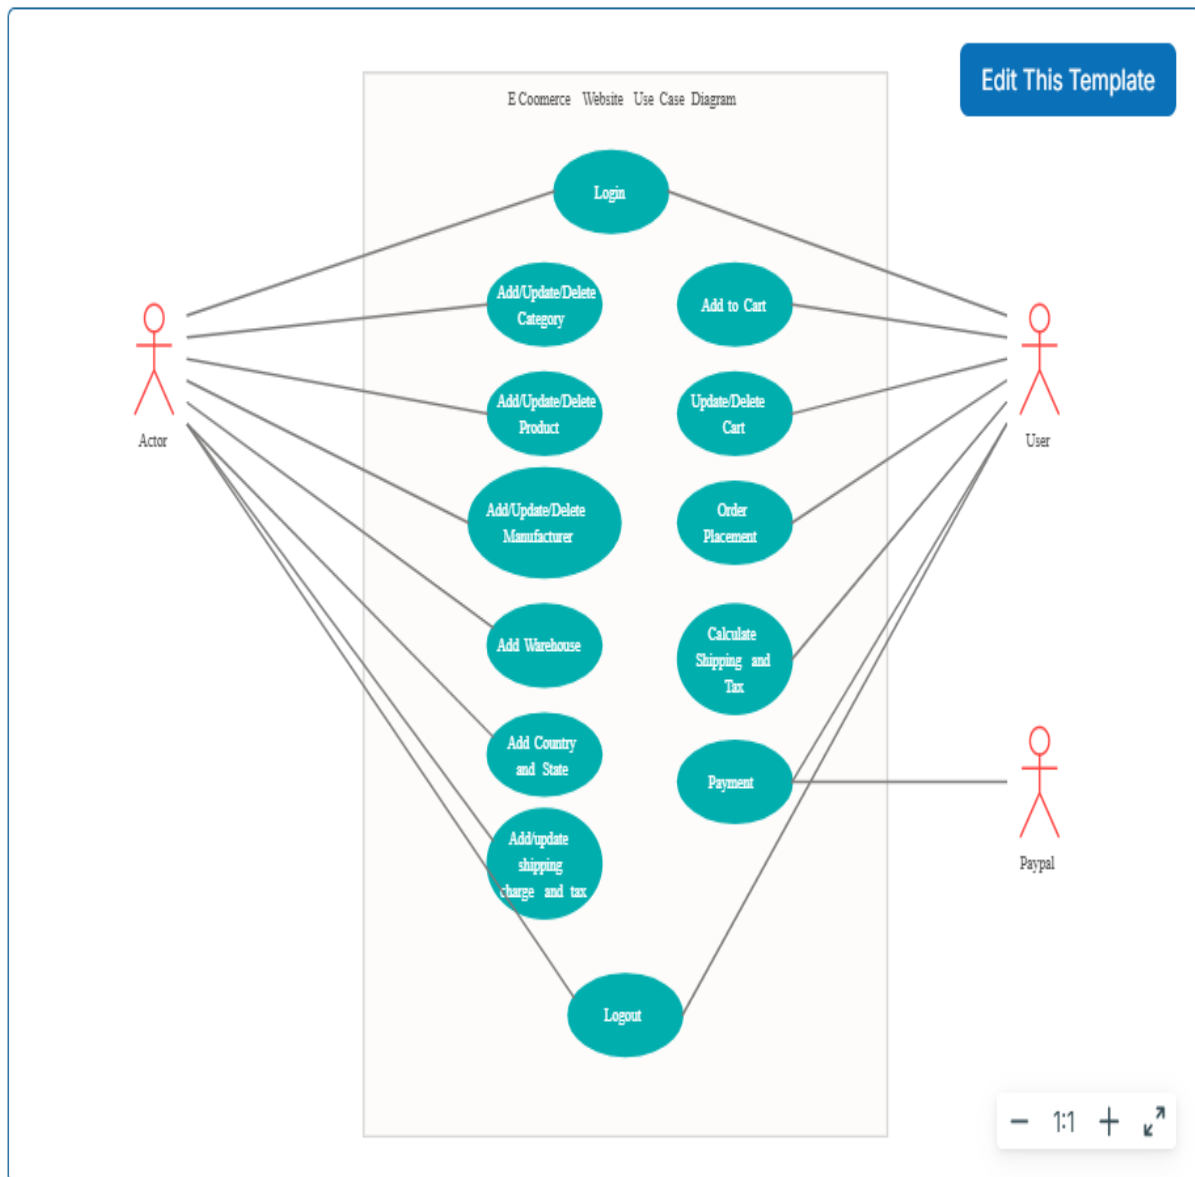 Edit This Template
E Coomerce Website Use Case Diagram
Login
Add/Update/Delete
Category
Add to Cart
Add/Update/Delete
Product
Update/Delete
Cart
Actor
User
Add/Update/Delete
Manufacturer
Order
Placement
Add Warehouse
Calculate
Shipping and
Tax
Add Country
and State
Payment
Add/update
shipping
charge and tax
Paypal
Logout
1:1